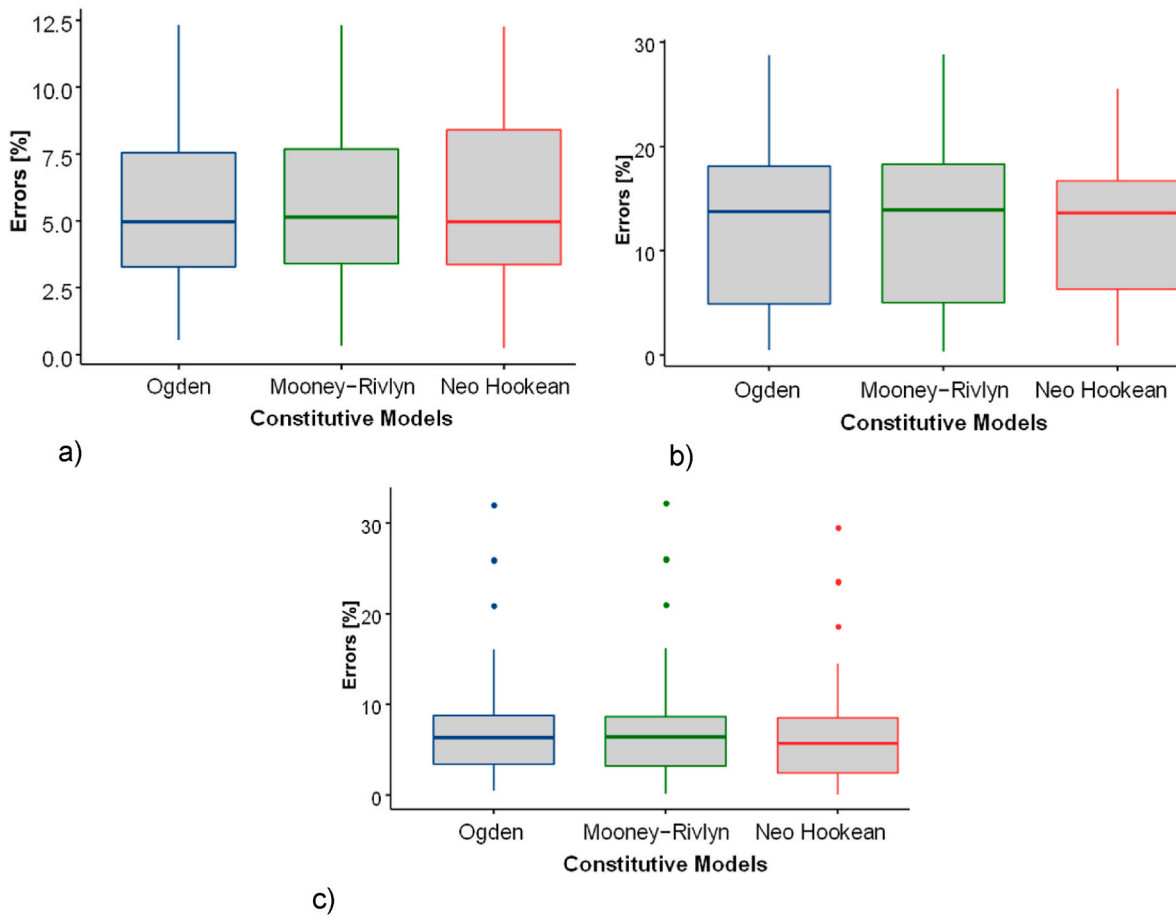 12.5
10.0
7.5
5.0
2.5
0.0
Errors [%]
Ogden Mooney−Rivlyn Neo Hookean
Constitutive Models
a)
30
20
10
0
Errors [%]
Ogden Mooney−Rivlyn Neo Hookean
Constitutive Models
b)
30
20
10
0
Errors [%]
Ogden Mooney−Rivlyn Neo Hookean
Constitutive Models
c)